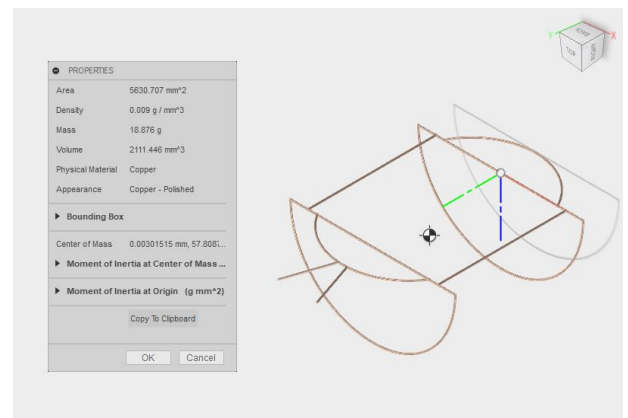 PROPERTIES
Area 5630.707 mm^2
Density 0.009 g / mm^3
Mass 18.876 g
Volume 2111.446 mm^3
Physical Material Copper
Appearance Copper - Polished
Bounding Box
Center of Mass 0.00301515 mm, 57.808...
Moment of Inertia at Center of Mass ...
Moment of Inertia at Origin (g mm^2)
Copy To Clipboard
OK Cancel
Y X
TOP